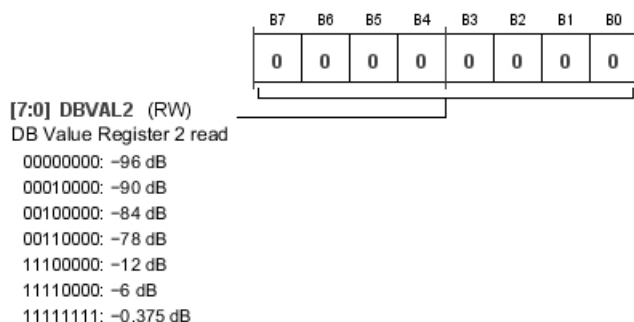 B7 B6 B5 B4 B3 B2 B1 B0
0 0 0 0 0 0 0 0
[7:0] DBVAL2 (RW)
DB Value Register 2 read
00000000: −96 dB
00010000: −90 dB
00100000: −84 dB
00110000: −78 dB
11100000: −12 dB
11110000: −6 dB
11111111: −0.375 dB